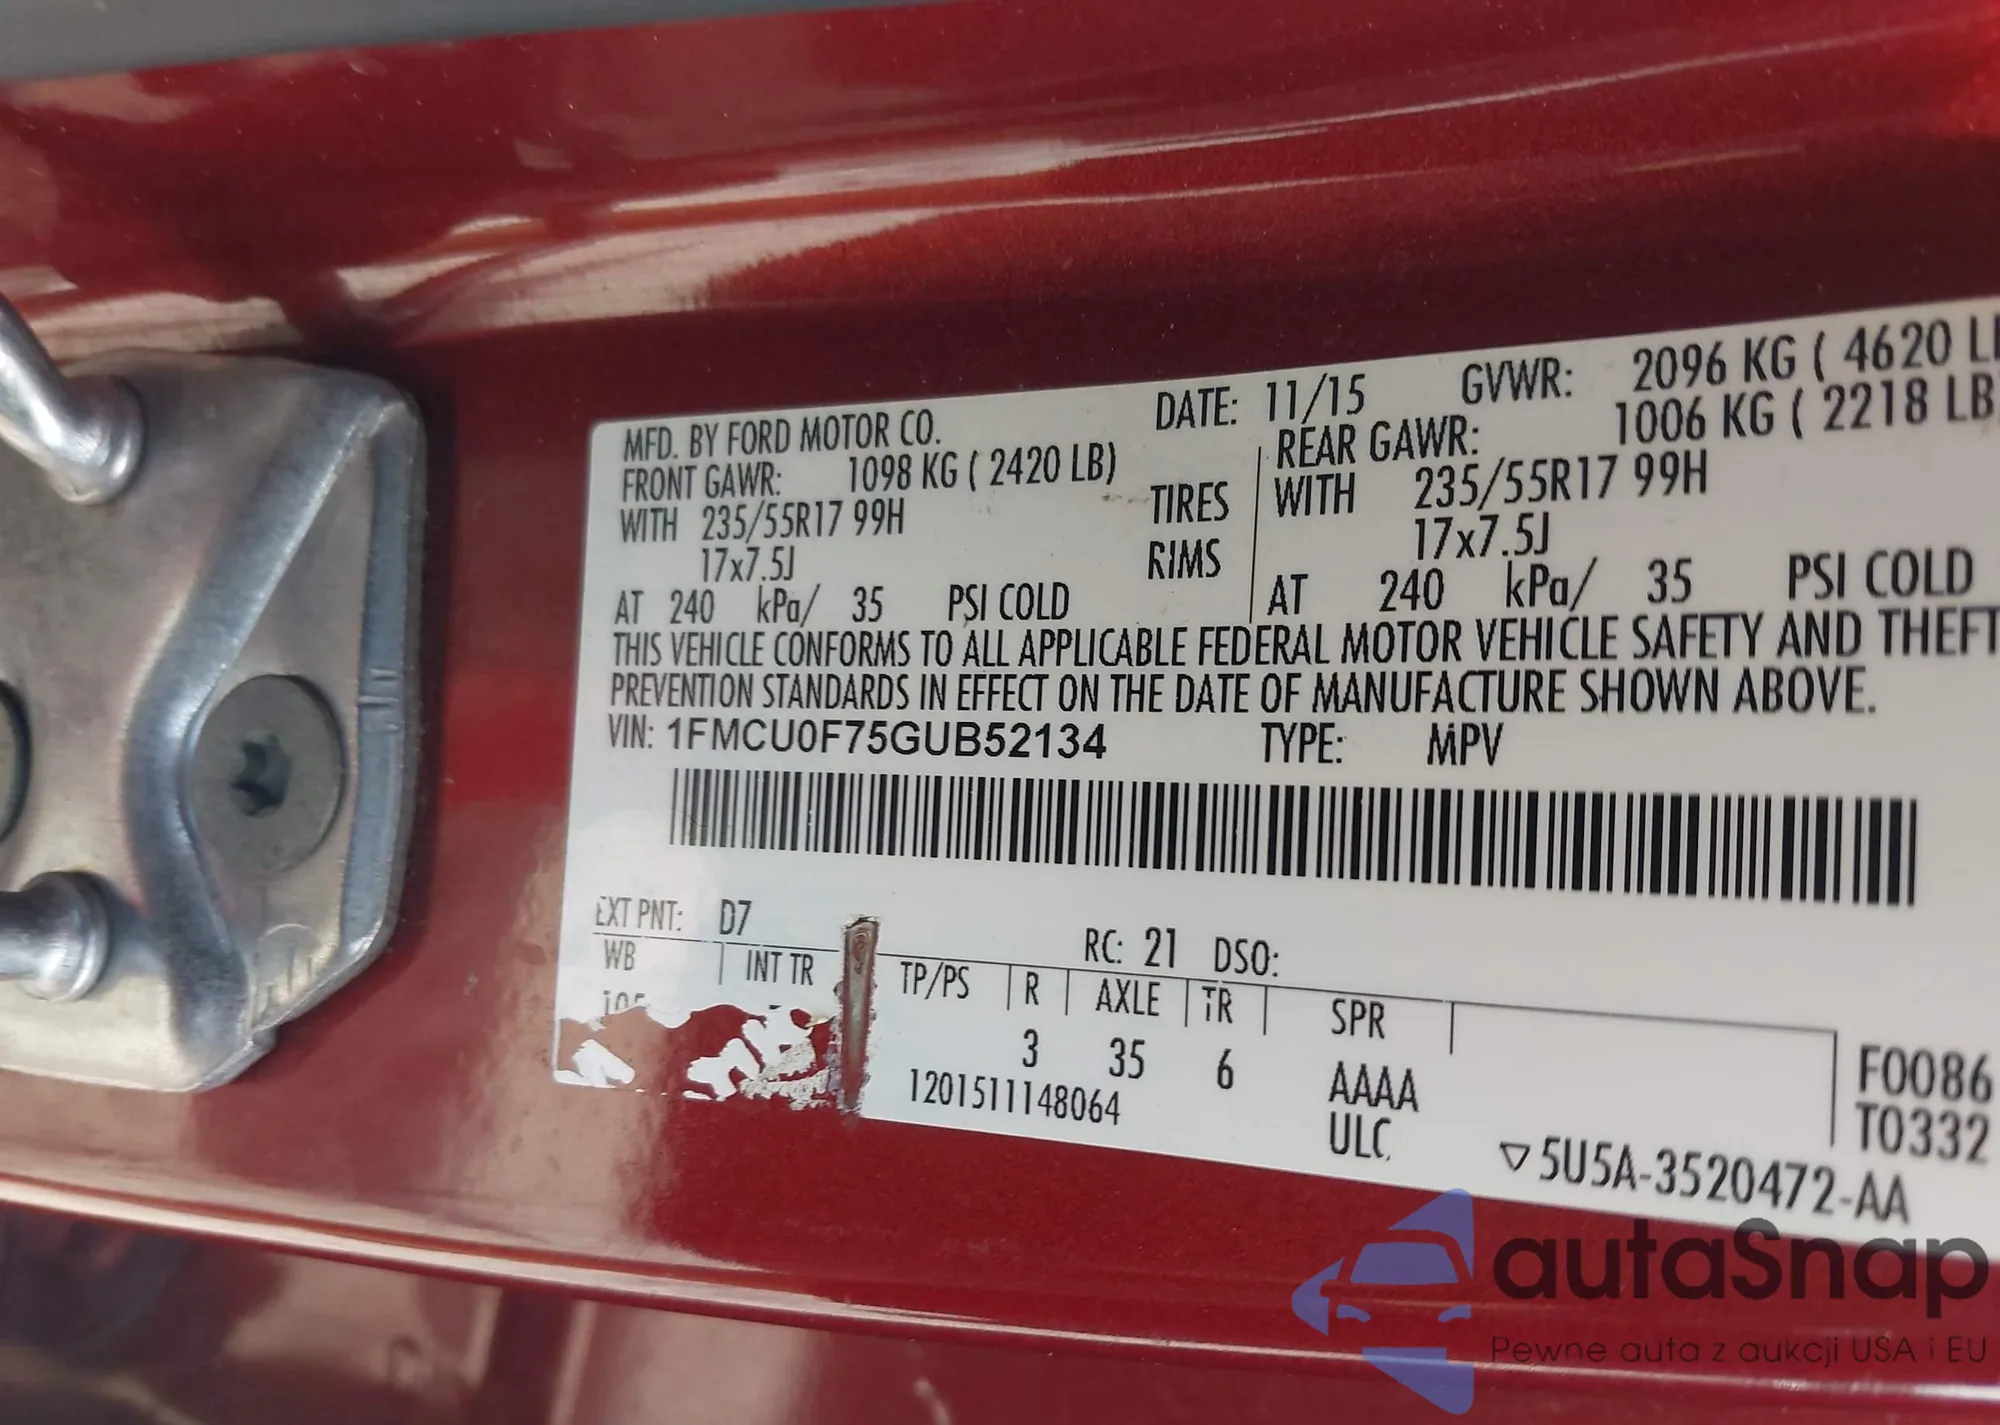 MFD. BY FORD MOTOR CO. DATE: 11/15 GVWR: 2096 KG ( 4620 L
FRONT GAWR: 1098 KG ( 2420 LB) REAR GAWR: 1006 KG ( 2218 LB
WITH 235/55R17 99H TIRES WITH 235/55R17 99H
17x7.5J RIMS 17x7.5J
AT 240 kPa/ 35 PSI COLD AT 240 kPa/ 35 PSI COLD
THIS VEHICLE CONFORMS TO ALL APPLICABLE FEDERAL MOTOR VEHICLE SAFETY AND THEFT
PREVENTION STANDARDS IN EFFECT ON THE DATE OF MANUFACTURE SHOWN ABOVE.
VIN: 1FMCU0F75GUB52134 TYPE: MPV
EXT PNT: D7 RC: 21 DSO:
WB INT TR TP/PS R AXLE TR SPR
3 35 6 AAAA F0086
1201511148064 ULC T0332
▽5U5A-3520472-AA
autaSnap
Pewne auta z aukcji USA i EU